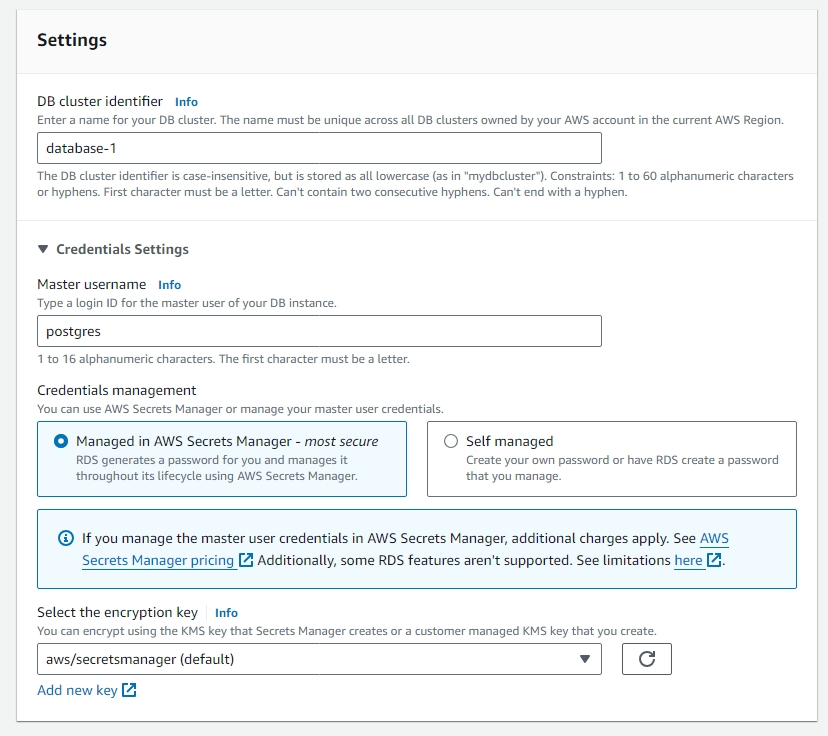 Settings
DB cluster identifier Info
Enter a name for your DB cluster. The name must be unique across all DB clusters owned by your AWS account in the current AWS Region.
database-1
The DB cluster identifier is case-insensitive, but is stored as all lowercase (as in "mydbcluster"). Constraints: 1 to 60 alphanumeric characters
or hyphens. First character must be a letter. Can't contain two consecutive hyphens. Can't end with a hyphen.
Credentials Settings
Master username Info
Type a login ID for the master user of your DB instance.
postgres
1 to 16 alphanumeric characters. The first character must be a letter.
Credentials management
You can use AWS Secrets Manager or manage your master user credentials.
Managed in AWS Secrets Manager - most secure
RDS generates a password for you and manages it
throughout its lifecycle using AWS Secrets Manager.
Self managed
Create your own password or have RDS create a password
that you manage.
If you manage the master user credentials in AWS Secrets Manager, additional charges apply. See AWS
Secrets Manager pricing Additionally, some RDS features aren't supported. See limitations here .
Select the encryption key Info
You can encrypt using the KMS key that Secrets Manager creates or a customer managed KMS key that you create.
aws/secretsmanager (default)
Add new key